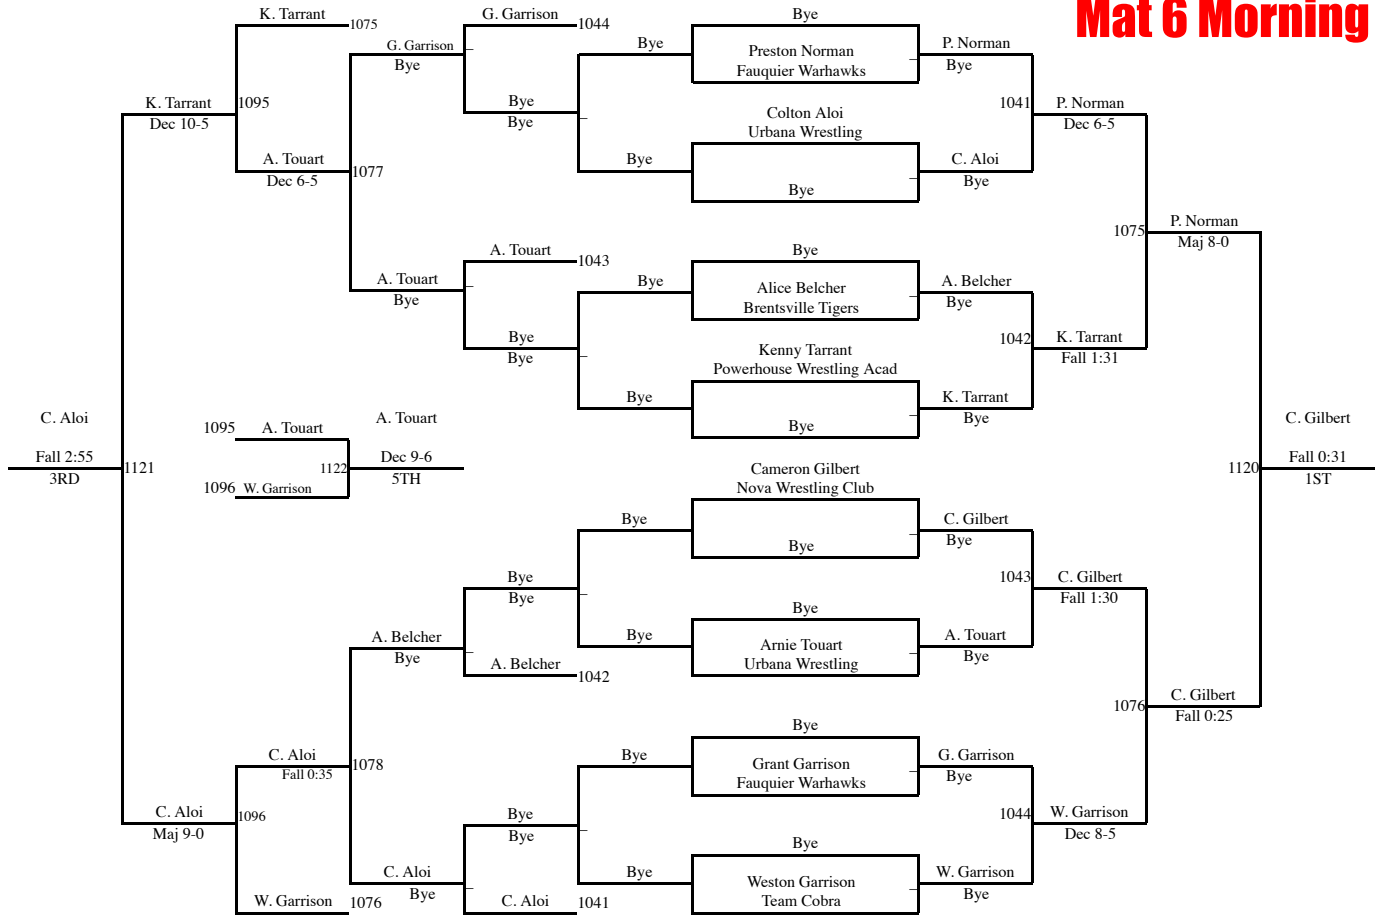 Mat 6 Morning
K. Tarrant
1075
G. Garrison
1044
Bye
G. Garrison
Bye
Bye
Preston Norman
Fauquier Warhawks
P. Norman
Bye
K. Tarrant
Dec 10-5
1095
Bye
Bye
Colton Aloi
Urbana Wrestling
1041
P. Norman
Dec 6-5
A. Touart
Dec 6-5
1077
Bye
Bye
C. Aloi
Bye
1075
P. Norman
Maj 8-0
A. Touart
1043
Bye
A. Touart
Bye
Bye
Alice Belcher
Brentsville Tigers
A. Belcher
Bye
Bye
Bye
Kenny Tarrant
Powerhouse Wrestling Acad
1042
K. Tarrant
Fall 1:31
Bye
Bye
K. Tarrant
Bye
C. Aloi
Fall 2:55
3RD
1121
1095
A. Touart
1096
W. Garrison
1122
A. Touart
Dec 9-6
5TH
Cameron Gilbert
Nova Wrestling Club
1120
C. Gilbert
Fall 0:31
1ST
Bye
Bye
C. Gilbert
Bye
Bye
Bye
1043
C. Gilbert
Fall 1:30
A. Belcher
Bye
A. Belcher
1042
Bye
Bye
Arnie Touart
Urbana Wrestling
A. Touart
Bye
1076
C. Gilbert
Fall 0:25
C. Aloi
Fall 0:35
1078
Bye
Bye
Grant Garrison
Fauquier Warhawks
G. Garrison
Bye
C. Aloi
Maj 9-0
1096
Bye
Bye
1044
W. Garrison
Dec 8-5
W. Garrison
1076
C. Aloi
Bye
C. Aloi
1041
Bye
Bye
Weston Garrison
Team Cobra
W. Garrison
Bye